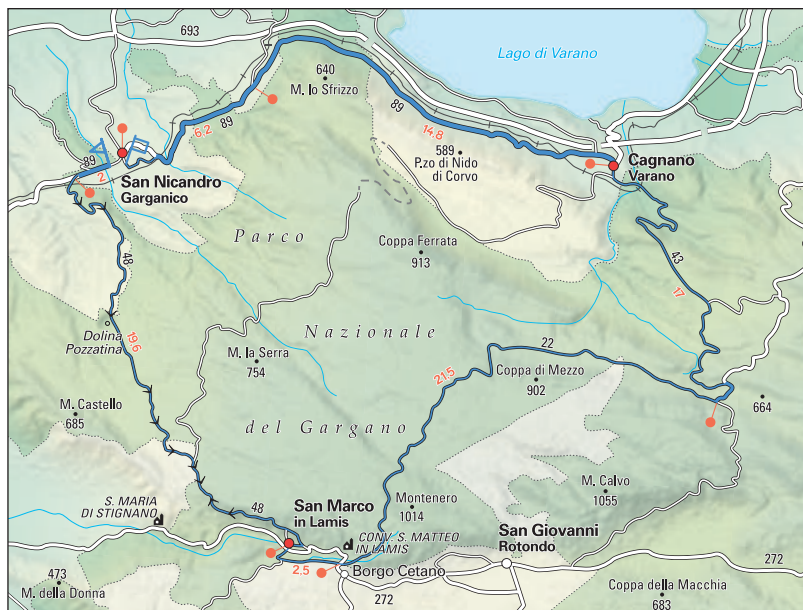 693
Lago di Varano
640
M. lo Sfrizzo
89
6.2
89
14.8
589
P.zo di Nido
di Corvo
89
2
San Nicandro
Garganico
Cagnano
Varano
Parco
48
Coppa Ferrata
913
43
17
Dolina
Pozzatina
19.6
Nazionale
M. la Serra
754
21.5
22
Coppa di Mezzo
902
664
M. Castello
685
del Gargano
M. Calvo
1055
S. MARIA
DI STIGNANO
48
San Marco
in Lamis
Montenero
1014
CONV. S. MATTEO
IN LAMIS
San Giovanni
Rotondo
272
2.5
Borgo Cetano
272
473
M. della Donna
Coppa della Macchia
683